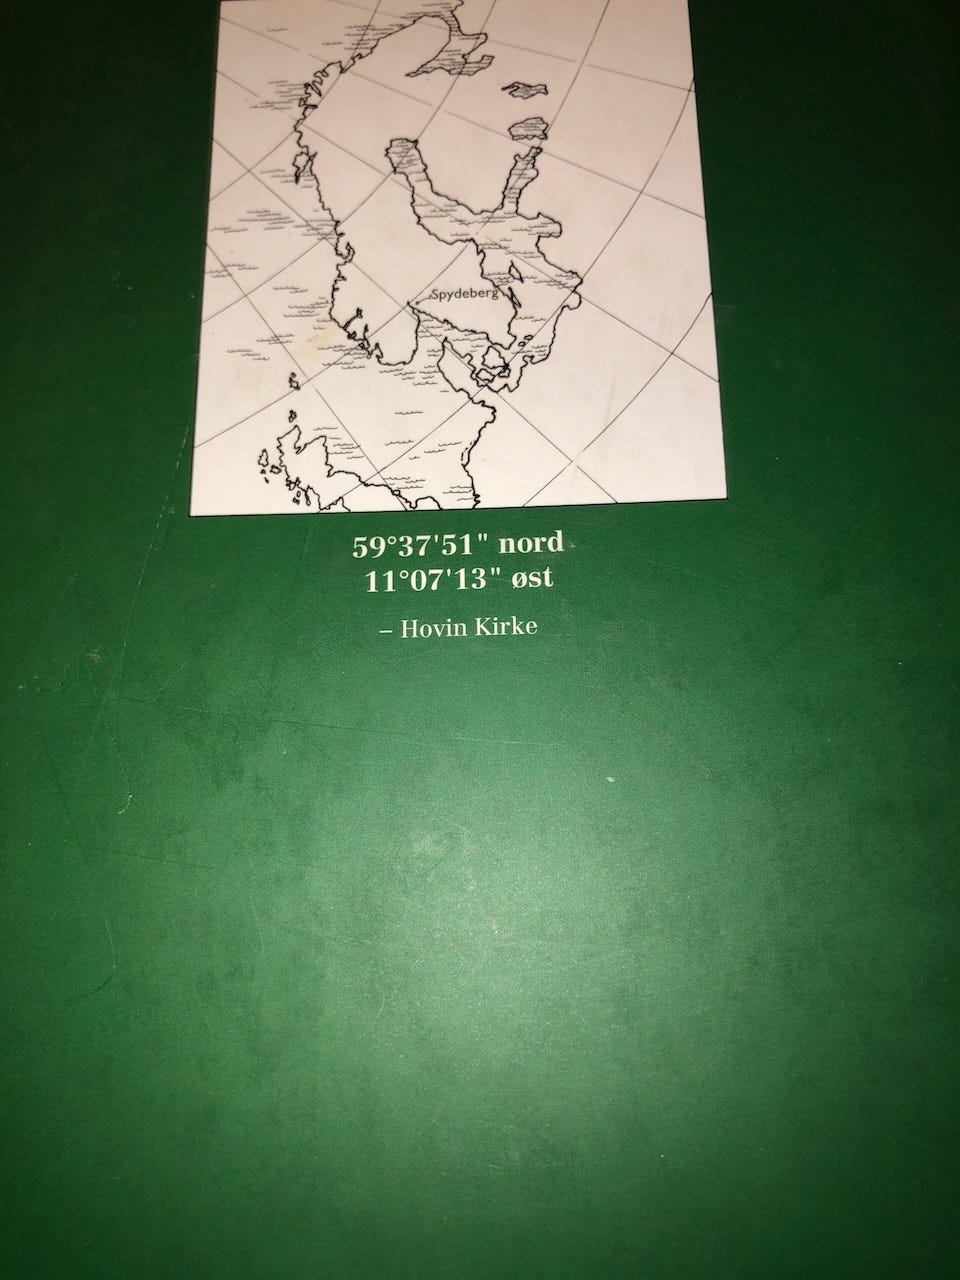 Spydeberg
59°37'51" nord
11°07'13" øst
– Hovin Kirke